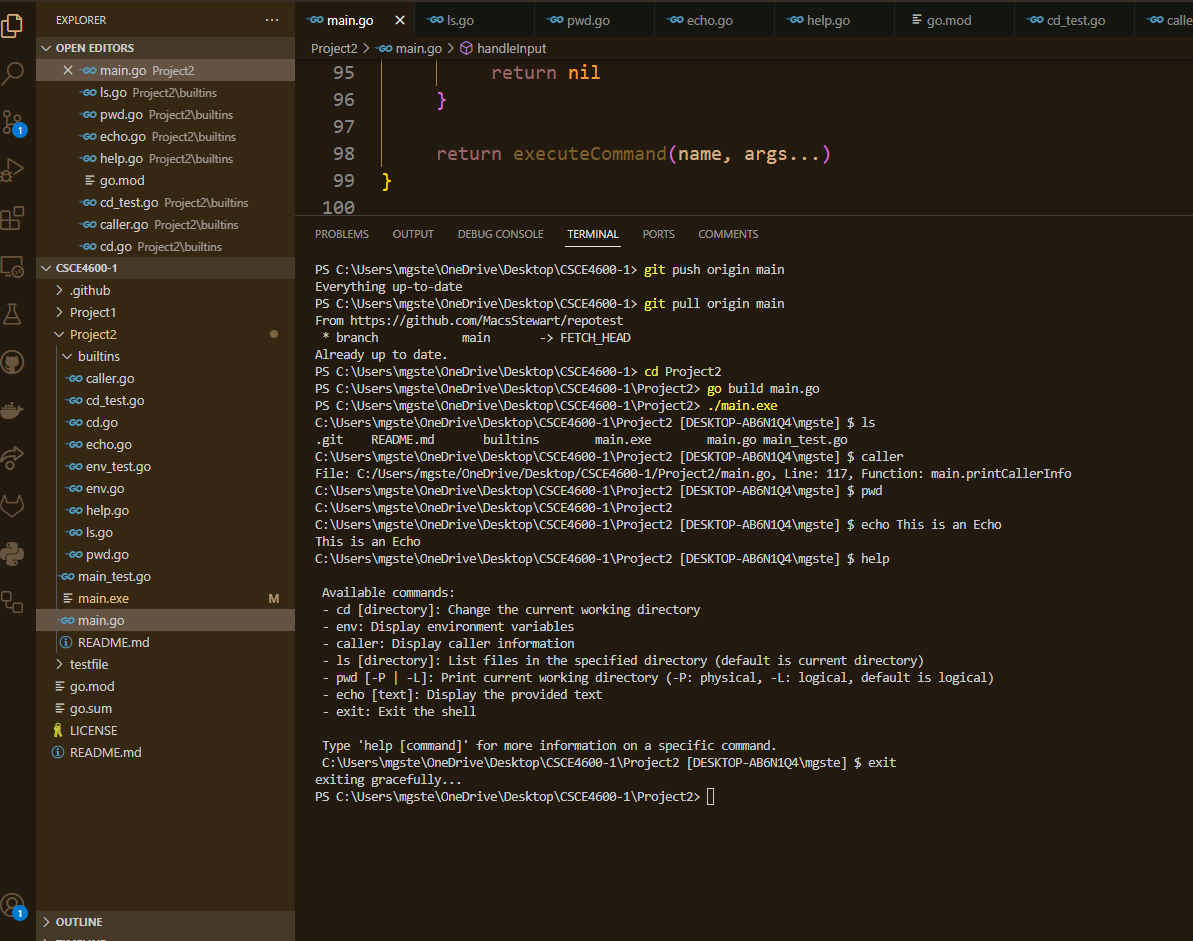 EXPLORER
OPEN EDITORS
main.go Project2
ls.go Project2\builtins
pwd.go Project2\builtins
echo.go Project2\builtins
help.go Project2\builtins
go.mod
cd_test.go Project2\builtins
caller.go Project2\builtins
cd.go Project2\builtins
CSCE4600-1
.github
Project1
Project2
builtins
caller.go
cd_test.go
cd.go
echo.go
env_test.go
env.go
help.go
ls.go
pwd.go
main_test.go
main.exe M
main.go
README.md
testfile
go.mod
go.sum
LICENSE
README.md
OUTLINE
TIMELINE
1
1
main.go ls.go pwd.go echo.go help.go go.mod cd_test.go calle
Project2 > main.go > handleInput
95 return nil
96 }
97
98 return executeCommand(name, args...)
99 }
100
PROBLEMS OUTPUT DEBUG CONSOLE TERMINAL PORTS COMMENTS
PS C:\Users\mgste\OneDrive\Desktop\CSCE4600-1> git push origin main
Everything up-to-date
PS C:\Users\mgste\OneDrive\Desktop\CSCE4600-1> git pull origin main
From https://github.com/MacsStewart/repotest
* branch main -> FETCH_HEAD
Already up to date.
PS C:\Users\mgste\OneDrive\Desktop\CSCE4600-1> cd Project2
PS C:\Users\mgste\OneDrive\Desktop\CSCE4600-1\Project2> go build main.go
PS C:\Users\mgste\OneDrive\Desktop\CSCE4600-1\Project2> ./main.exe
C:\Users\mgste\OneDrive\Desktop\CSCE4600-1\Project2 [DESKTOP-AB6N1Q4\mgste] $ ls
.git README.md builtins main.exe main.go main_test.go
C:\Users\mgste\OneDrive\Desktop\CSCE4600-1\Project2 [DESKTOP-AB6N1Q4\mgste] $ caller
File: C:/Users/mgste/OneDrive/Desktop/CSCE4600-1/Project2/main.go, Line: 117, Function: main.printCallerInfo
C:\Users\mgste\OneDrive\Desktop\CSCE4600-1\Project2 [DESKTOP-AB6N1Q4\mgste] $ pwd
C:\Users\mgste\OneDrive\Desktop\CSCE4600-1\Project2
C:\Users\mgste\OneDrive\Desktop\CSCE4600-1\Project2 [DESKTOP-AB6N1Q4\mgste] $ echo This is an Echo
This is an Echo
C:\Users\mgste\OneDrive\Desktop\CSCE4600-1\Project2 [DESKTOP-AB6N1Q4\mgste] $ help
Available commands:
- cd [directory]: Change the current working directory
- env: Display environment variables
- caller: Display caller information
- ls [directory]: List files in the specified directory (default is current directory)
- pwd [-P | -L]: Print current working directory (-P: physical, -L: logical, default is logical)
- echo [text]: Display the provided text
- exit: Exit the shell
Type 'help [command]' for more information on a specific command.
C:\Users\mgste\OneDrive\Desktop\CSCE4600-1\Project2 [DESKTOP-AB6N1Q4\mgste] $ exit
exiting gracefully...
PS C:\Users\mgste\OneDrive\Desktop\CSCE4600-1\Project2>